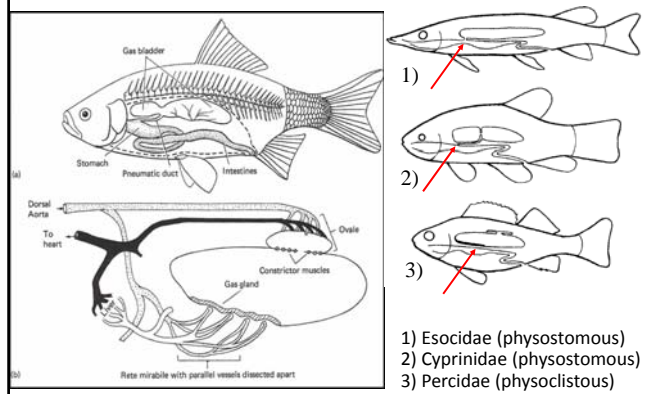 Gas bladder
Stomach
Pneumatic duct
Intestines
(a)
Dorsal
Aorta
To
heart
Ovale
Constrictor muscles
Gas gland
(b)
Rete mirabile with parallel vessels dissected apart
1)
2)
3)
1) Esocidae (physostomous)
2) Cyprinidae (physostomous)
3) Percidae (physoclistous)